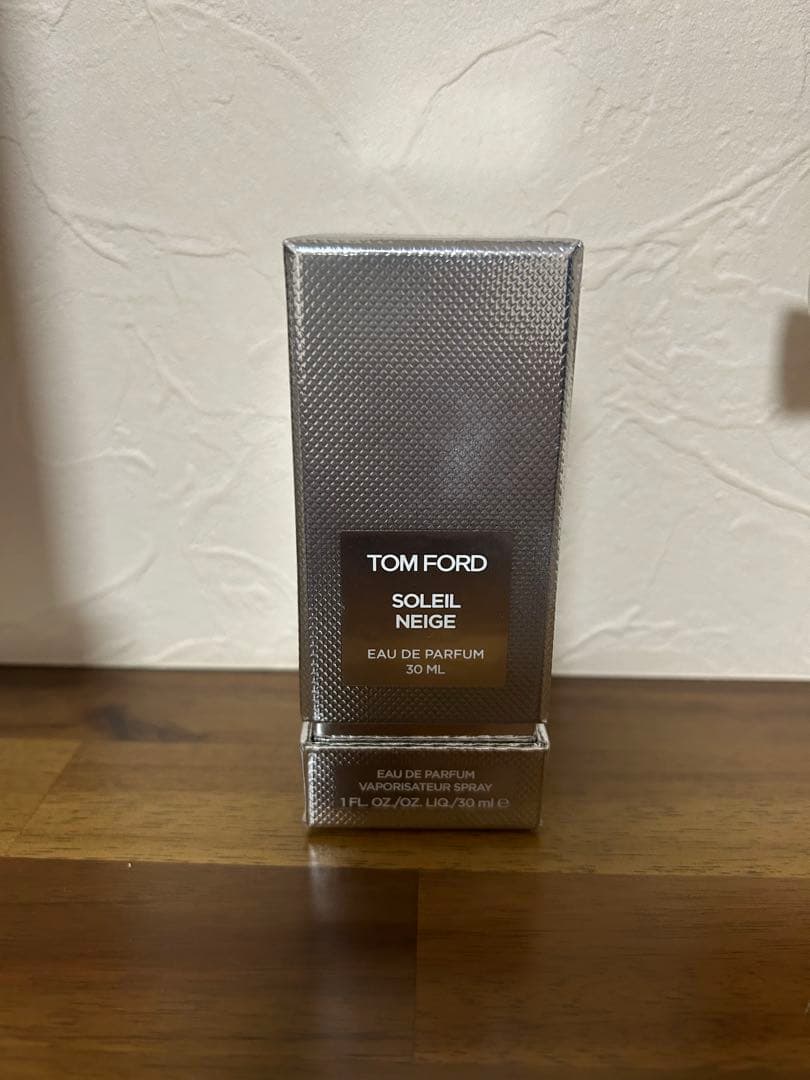 TOM FORD
SOLEIL
NEIGE
EAU DE PARFUM
30 ML
EAU DE PARFUM
VAPORISATEUR SPRAY
1 FL. OZ./OZ. LIQ./30 ml ℮